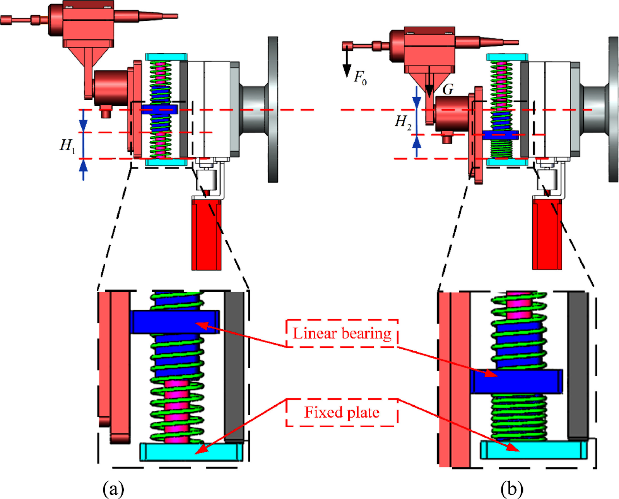 F₀
G
H₁
H₂
Linear bearing
Fixed plate
(a)
(b)